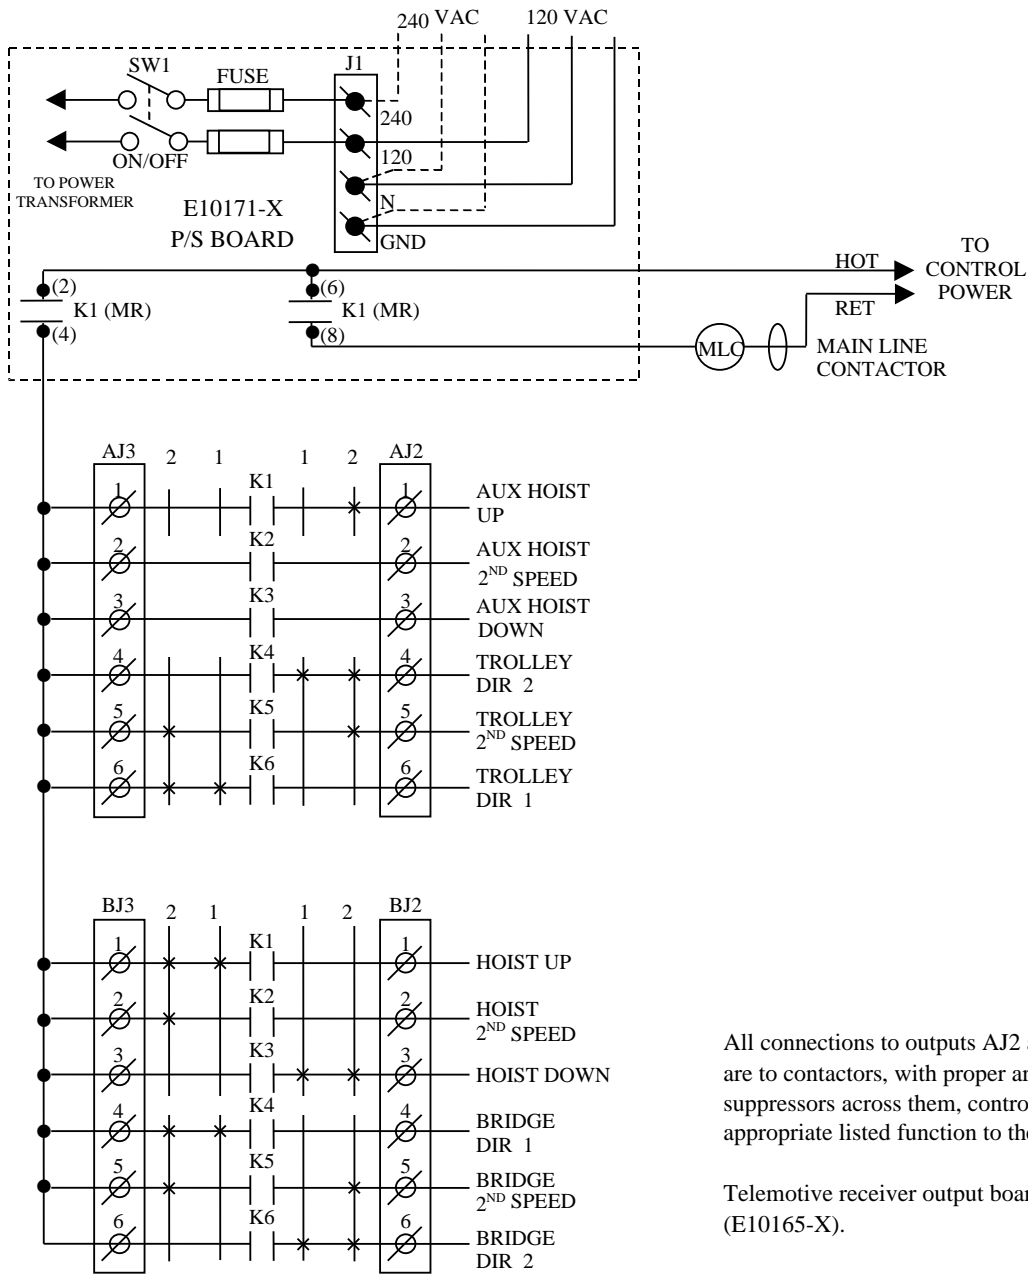 240 VAC
120 VAC
SW1
FUSE
J1
240
120
N
GND
ON/OFF
TO POWER
TRANSFORMER
E10171-X
P/S BOARD
HOT
RET
TO
CONTROL
POWER
(2)
K1 (MR)
(4)
(6)
K1 (MR)
(8)
MLC
MAIN LINE
CONTACTOR
AJ3 2 1 1 2 AJ2
1 K1 1 AUX HOIST
UP
2 K2 2 AUX HOIST
2ND SPEED
3 K3 3 AUX HOIST
DOWN
4 K4 4 TROLLEY
DIR 2
5 K5 5 TROLLEY
2ND SPEED
6 K6 6 TROLLEY
DIR 1
BJ3 2 1 1 2 BJ2
1 K1 1 HOIST UP
2 K2 2 HOIST
2ND SPEED
3 K3 3 HOIST DOWN
4 K4 4 BRIDGE
DIR 1
5 K5 5 BRIDGE
2ND SPEED
6 K6 6 BRIDGE
DIR 2
All connections to outputs AJ2
are to contactors, with proper
suppressors across them,
appropriate listed function to
Telemotive receiver output
(E10165-X).